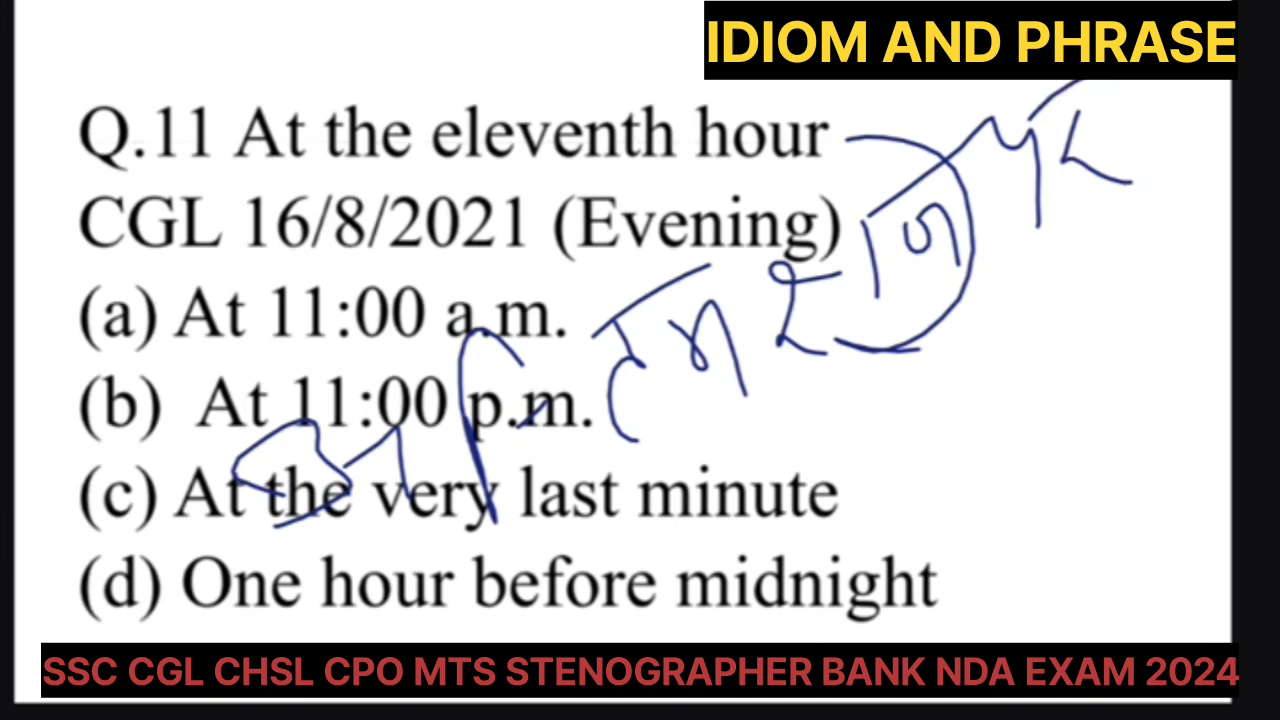 IDIOM AND PHRASE
Q.11 At the eleventh hour
CGL 16/8/2021 (Evening)
(a) At 11:00 a.m.
(b) At 11:00 p.m.
(c) At the very last minute
(d) One hour before midnight
SSC CGL CHSL CPO MTS STENOGRAPHER BANK NDA EXAM 2024